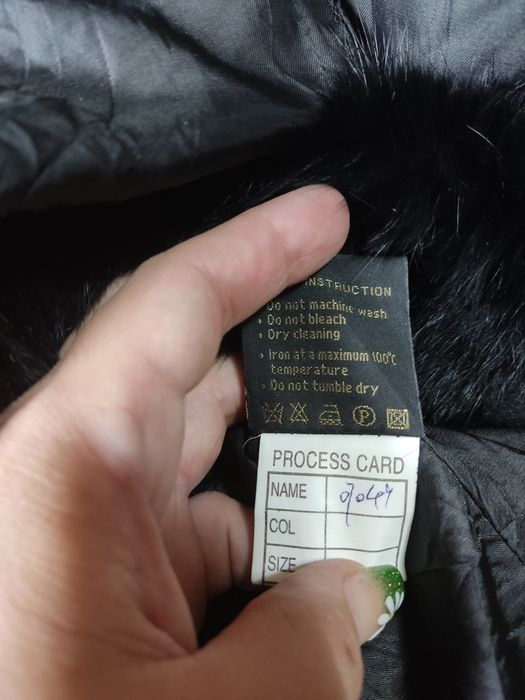 INSTRUCTION
Do not machine wash
Do not bleach
Dry cleaning
Iron at a maximum 100°c
temperature
Do not tumble dry
P
PROCESS CARD
NAME
COL
SIZE